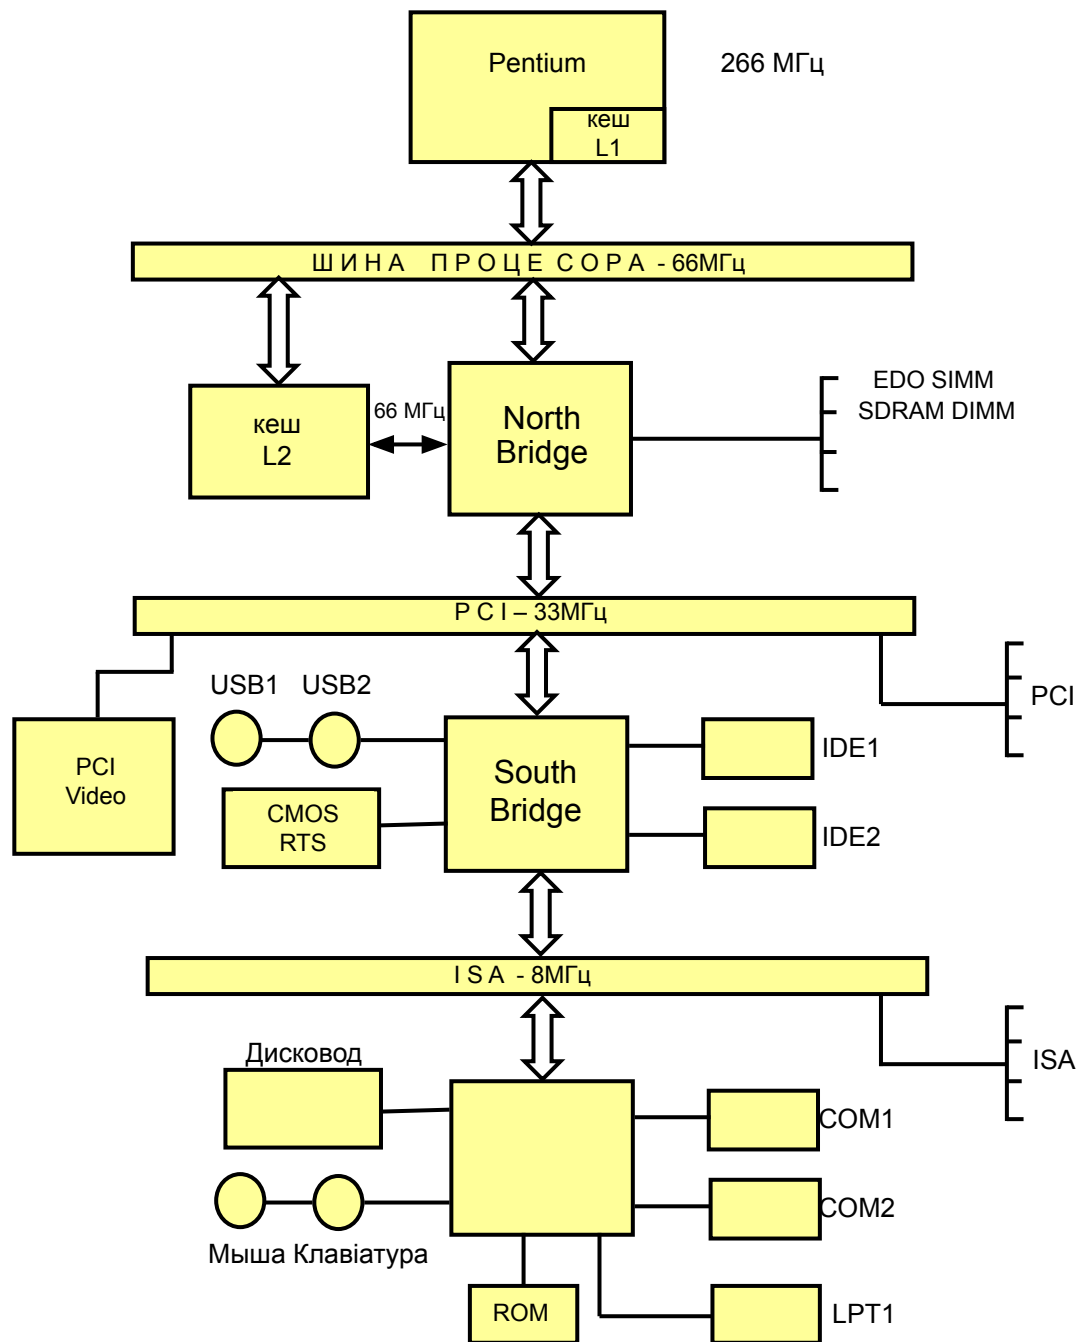 Pentium
266 МГц
кеш
L1
Ш И Н А П Р О Ц Е С О Р А - 66МГц
EDO SIMM
SDRAM DIMM
66 МГц
кеш
L2
North
Bridge
P C I – 33МГц
USB1 USB2
PCI
PCI
Video
South
Bridge
IDE1
CMOS
RTS
IDE2
I S A - 8МГц
Дисковод
ISA
COM1
COM2
Мыша Клавіатура
ROM
LPT1